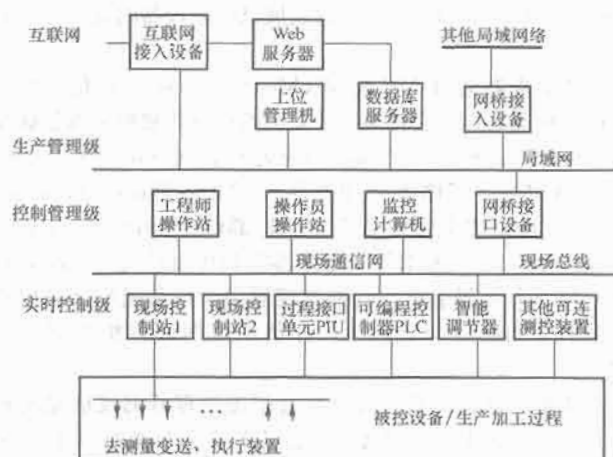 互联网
互联网
接入设备
Web
服务器
其他局域网络
上位
管理机
数据库
服务器
网桥接
入设备
生产管理级
局域网
控制管理级
工程师
操作站
操作员
操作站
监控
计算机
网桥接
口设备
现场通信网
现场总线
实时控制级
现场控
制站1
现场控
制站2
过程接口
单元PIU
可编程控
制器PLC
智能
调节器
其他可连
测控装置
…
被控设备/生产加工过程
去测量变送、执行装置